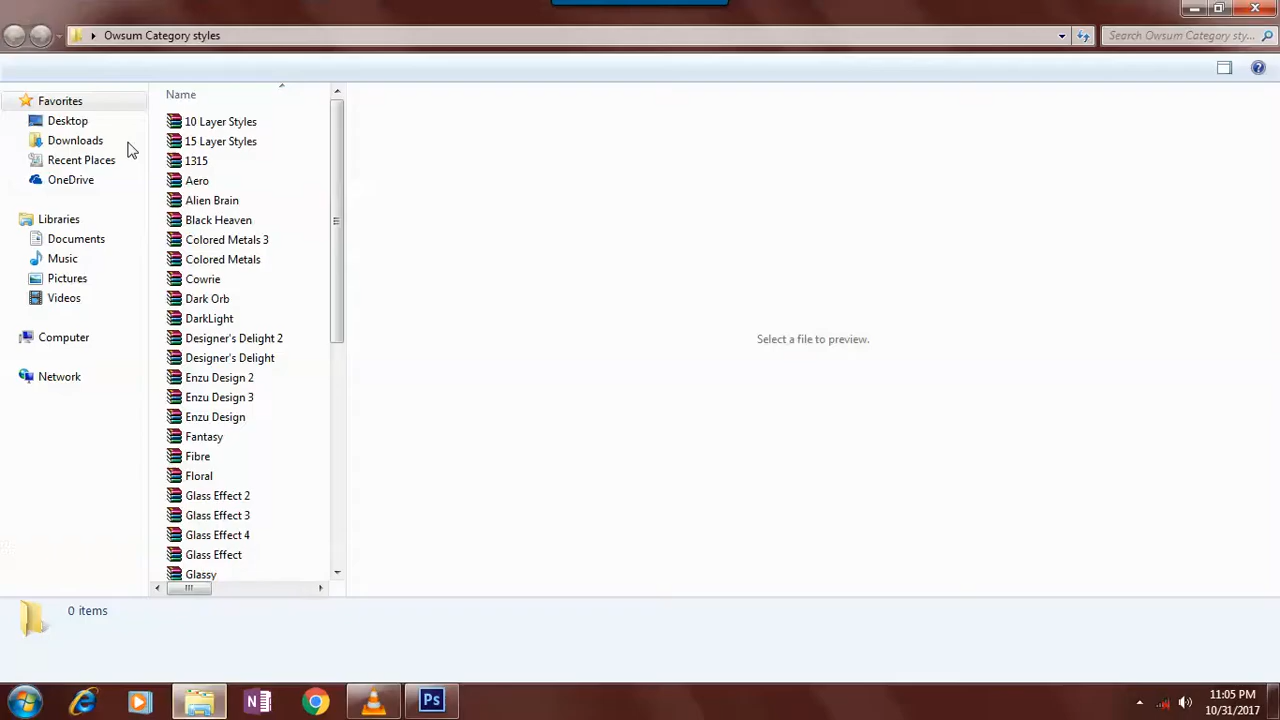 Owsum Category styles
Search Owsum Category sty...
Favorites
Desktop
Downloads
Recent Places
OneDrive
Libraries
Documents
Music
Pictures
Videos
Computer
Network
Name
10 Layer Styles
15 Layer Styles
1315
Aero
Alien Brain
Black Heaven
Colored Metals 3
Colored Metals
Cowrie
Dark Orb
DarkLight
Designer's Delight 2
Designer's Delight
Enzu Design 2
Enzu Design 3
Enzu Design
Fantasy
Fibre
Floral
Glass Effect 2
Glass Effect 3
Glass Effect 4
Glass Effect
Glassy
Select a file to preview.
0 items
Ps
11:05 PM
10/31/2017